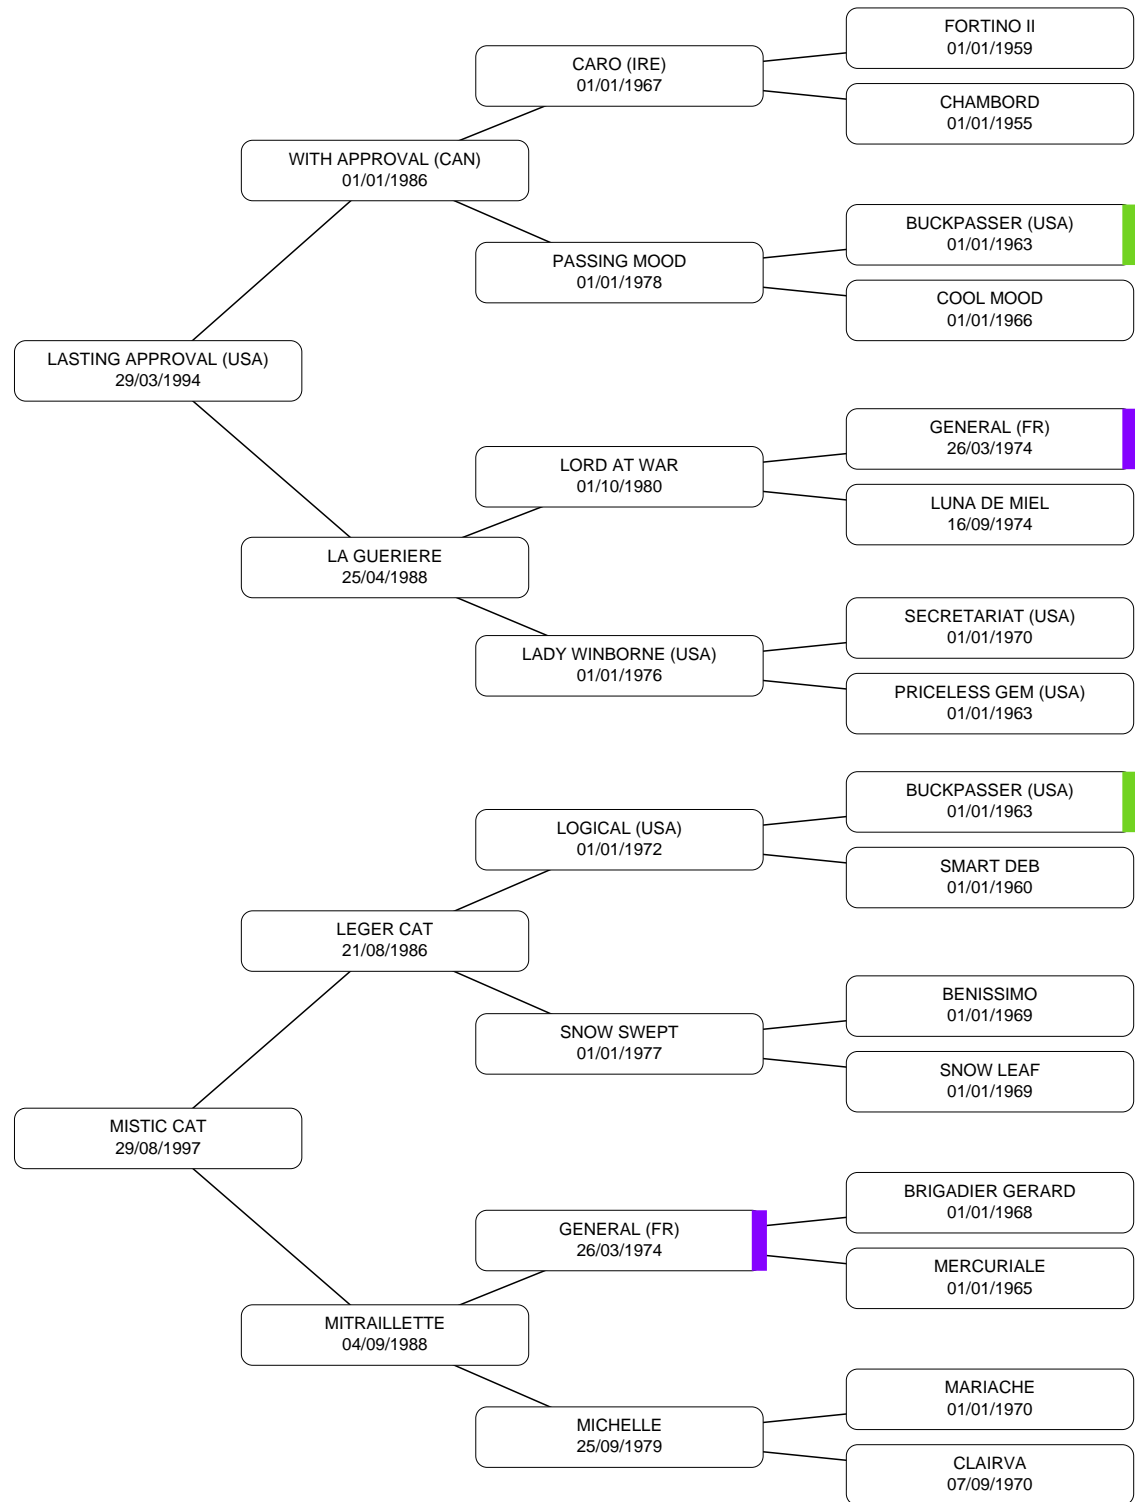 FORTINO II
01/01/1959
CARO (IRE)
01/01/1967
CHAMBORD
01/01/1955
WITH APPROVAL (CAN)
01/01/1986
BUCKPASSER (USA)
01/01/1963
PASSING MOOD
01/01/1978
COOL MOOD
01/01/1966
LASTING APPROVAL (USA)
29/03/1994
GENERAL (FR)
26/03/1974
LORD AT WAR
01/10/1980
LUNA DE MIEL
16/09/1974
LA GUERIERE
25/04/1988
SECRETARIAT (USA)
01/01/1970
LADY WINBORNE (USA)
01/01/1976
PRICELESS GEM (USA)
01/01/1963
BUCKPASSER (USA)
01/01/1963
LOGICAL (USA)
01/01/1972
SMART DEB
01/01/1960
LEGER CAT
21/08/1986
BENISSIMO
01/01/1969
SNOW SWEPT
01/01/1977
SNOW LEAF
01/01/1969
MISTIC CAT
29/08/1997
BRIGADIER GERARD
01/01/1968
GENERAL (FR)
26/03/1974
MERCURIALE
01/01/1965
MITRAILLETTE
04/09/1988
MARIACHE
01/01/1970
MICHELLE
25/09/1979
CLAIRVA
07/09/1970